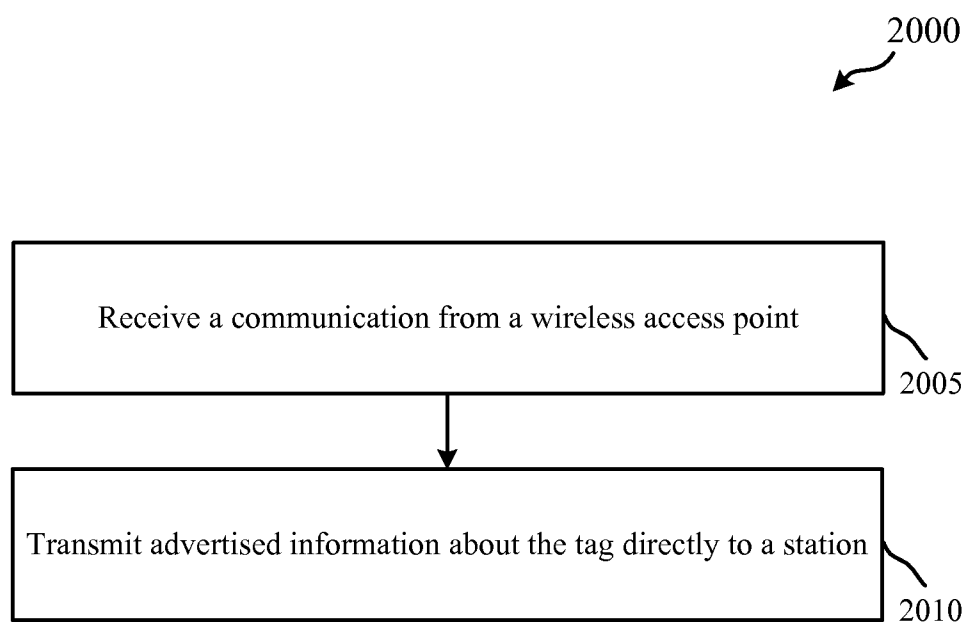 2000
Receive a communication from a wireless access point
2005
Transmit advertised information about the tag directly to a station
2010